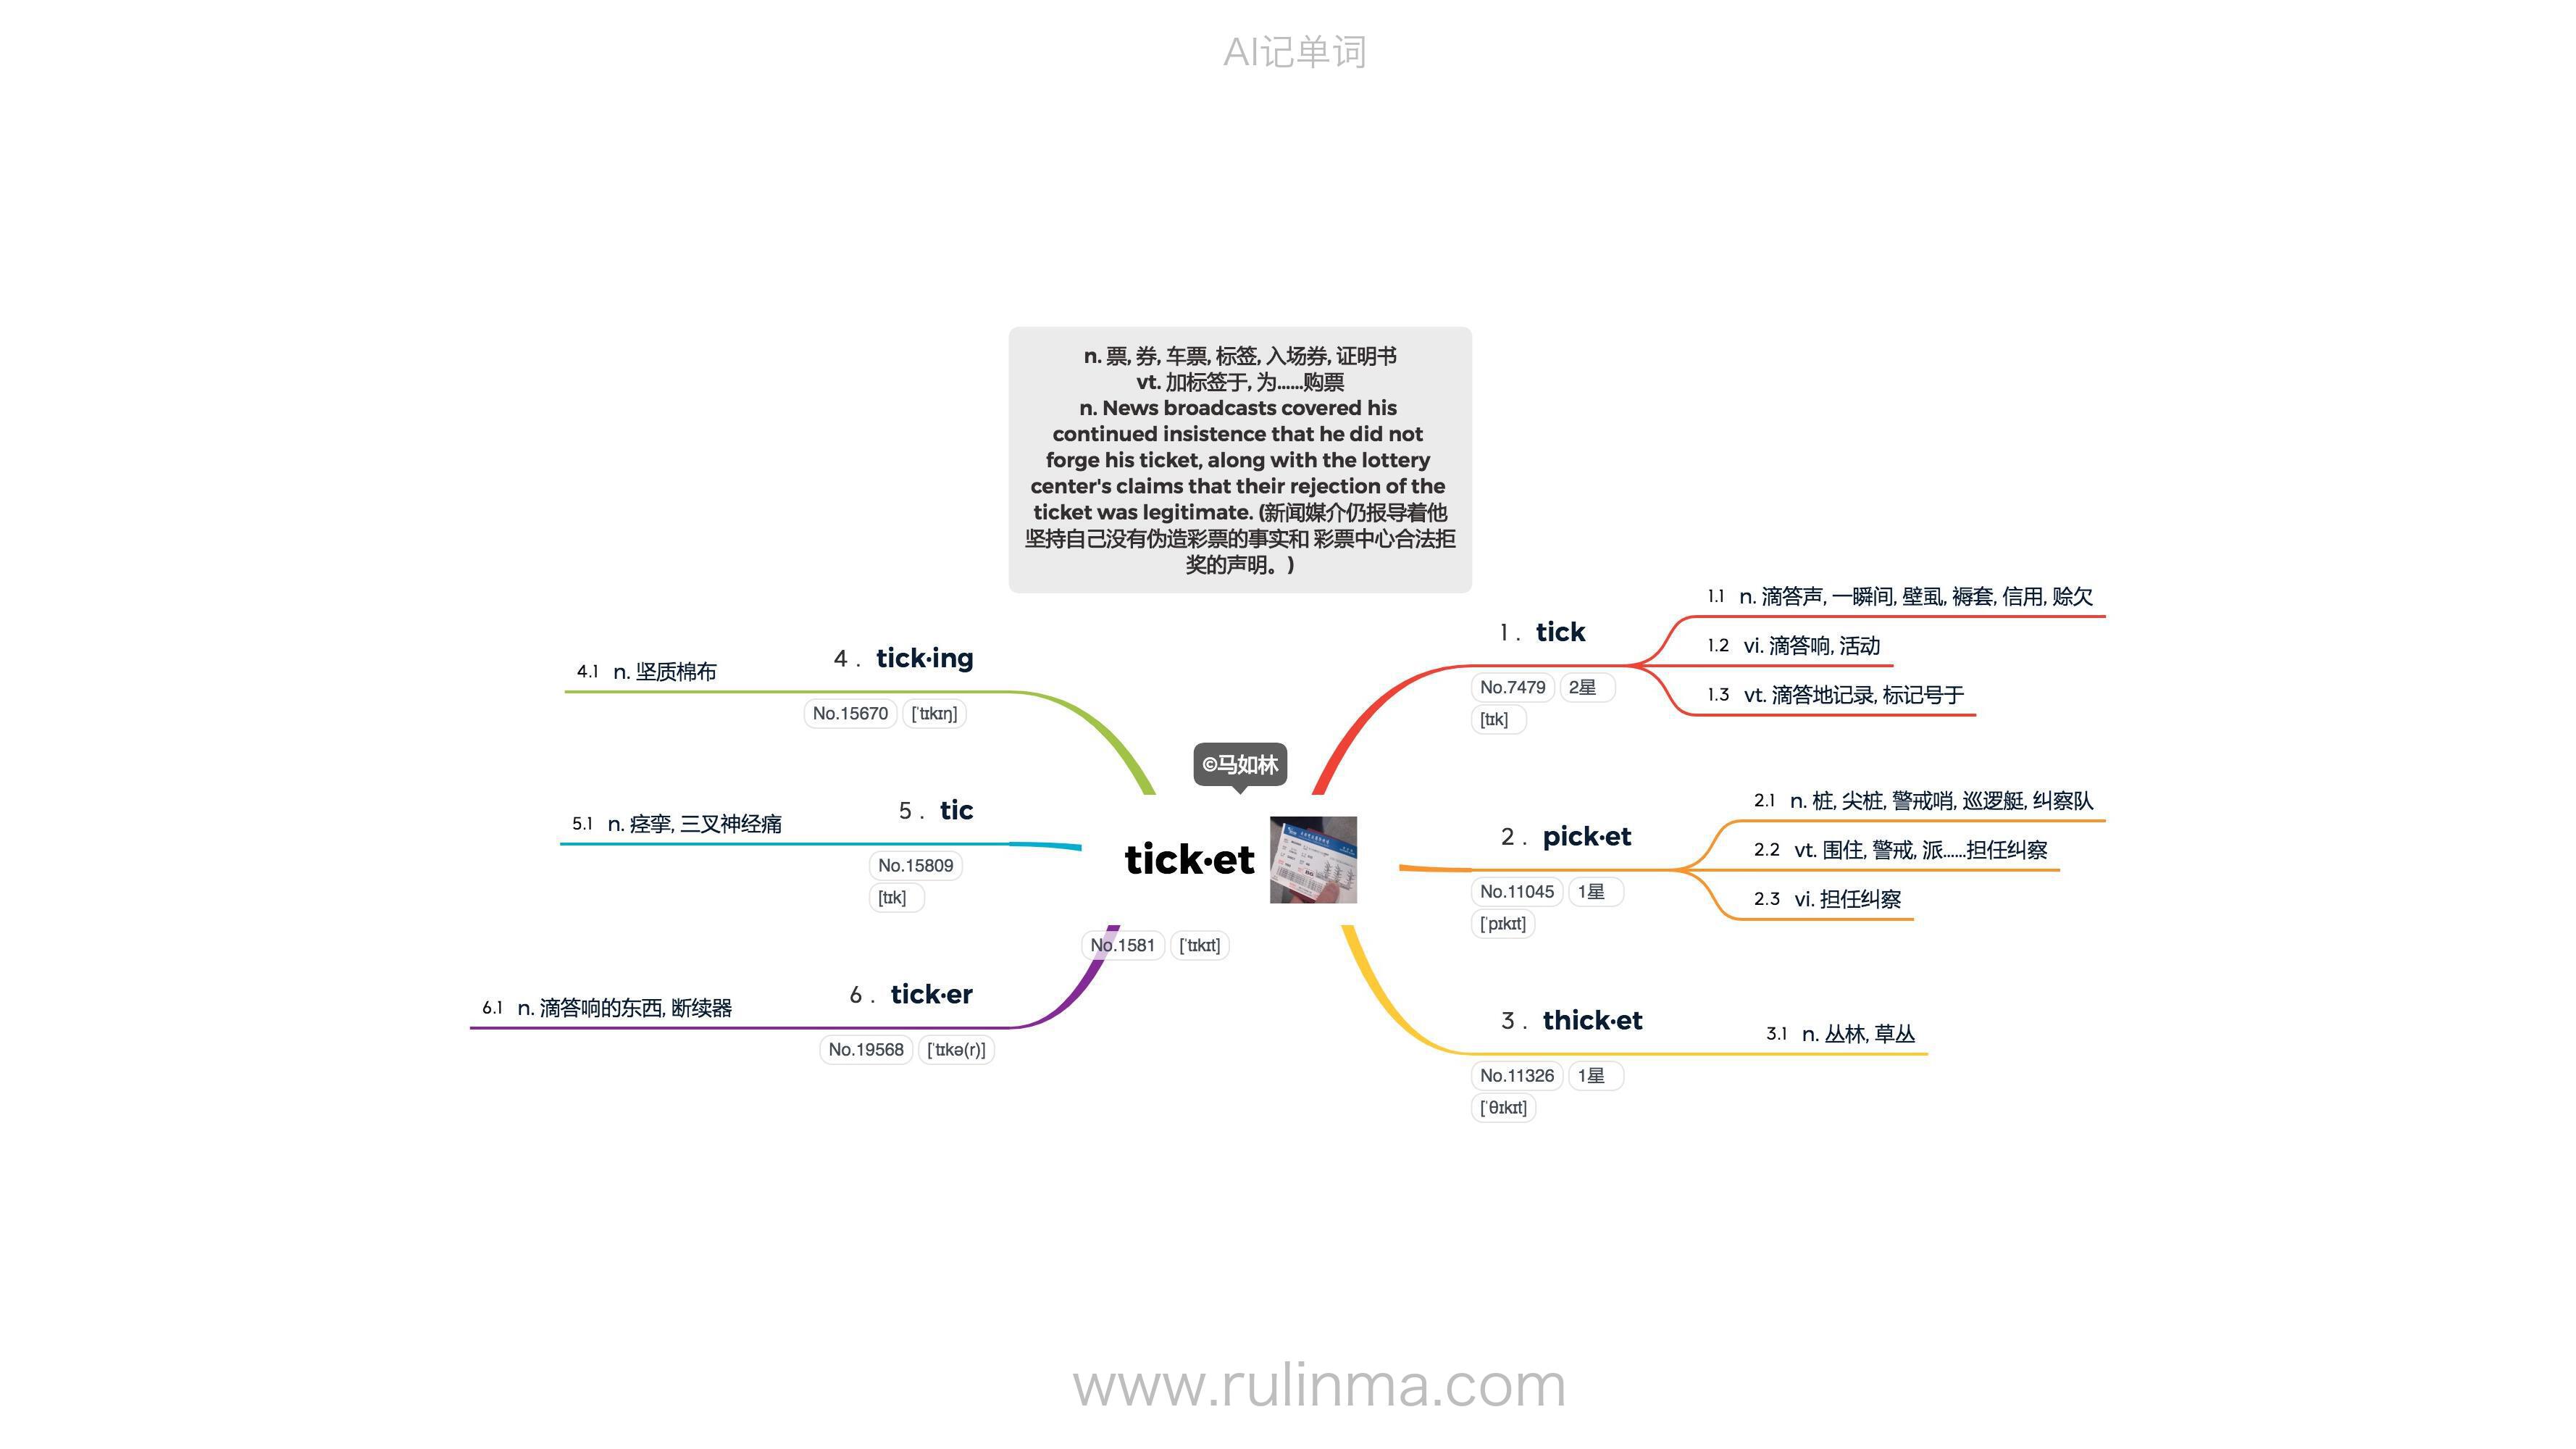 AI记单词
n. 票, 券, 车票, 标签, 入场券, 证明书
vt. 加标签于, 为……购票
n. News broadcasts covered his
continued insistence that he did not
forge his ticket, along with the lottery
center's claims that their rejection of the
ticket was legitimate. (新闻媒介仍报导着他
坚持自己没有伪造彩票的事实和 彩票中心合法拒
奖的声明。)
©马如林
tick·et
No.1581 [ˈtɪkɪt]
1. tick
No.7479 2星
[tɪk]
1.1 n. 滴答声, 一瞬间, 壁虱, 褥套, 信用, 赊欠
1.2 vi. 滴答响, 活动
1.3 vt. 滴答地记录, 标记号于
2. pick·et
No.11045 1星
[ˈpɪkɪt]
2.1 n. 桩, 尖桩, 警戒哨, 巡逻艇, 纠察队
2.2 vt. 围住, 警戒, 派……担任纠察
2.3 vi. 担任纠察
3. thick·et
No.11326 1星
[ˈθɪkɪt]
3.1 n. 丛林, 草丛
4. tick·ing
No.15670 [ˈtɪkɪŋ]
4.1 n. 坚质棉布
5. tic
No.15809
[tɪk]
5.1 n. 痉挛, 三叉神经痛
6. tick·er
No.19568 [ˈtɪkə(r)]
6.1 n. 滴答响的东西, 断续器
www.rulinma.com